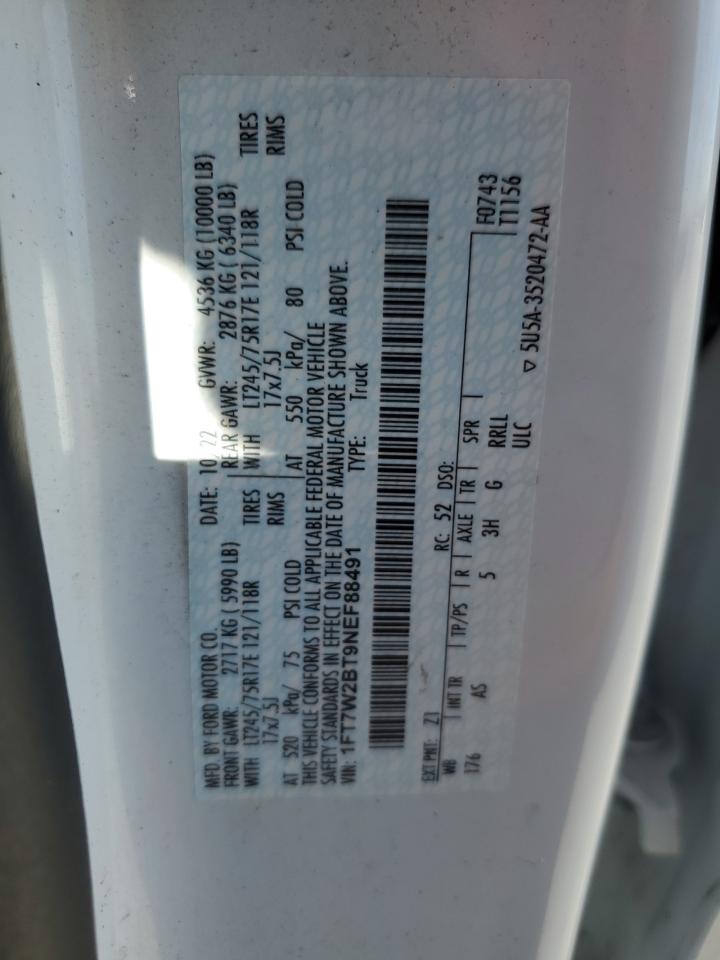 MFD. BY FORD MOTOR CO. DATE: 10/22 GVWR: 4536 KG (10000 LB)
FRONT GAWR: 2717 KG ( 5990 LB) REAR GAWR: 2876 KG ( 6340 LB)
WITH LT245/75R17E 121/118R TIRES WITH LT245/75R17E 121/118R TIRES
17x7.5J RIMS 17x7.5J RIMS
AT 520 kPa/ 75 PSI COLD AT 550 kPa/ 80 PSI COLD
THIS VEHICLE CONFORMS TO ALL APPLICABLE FEDERAL MOTOR VEHICLE
SAFETY STANDARDS IN EFFECT ON THE DATE OF MANUFACTURE SHOWN ABOVE.
VIN: 1FT7W2BT9NEF88491 TYPE: Truck
EXT PNT: Z1 RC: 52 DSO:
WB INT TR TP/PS R AXLE TR SPR F0743
176 AS 5 3H G RRLL T1156
ULC
▽ 5U5A-3520472-AA